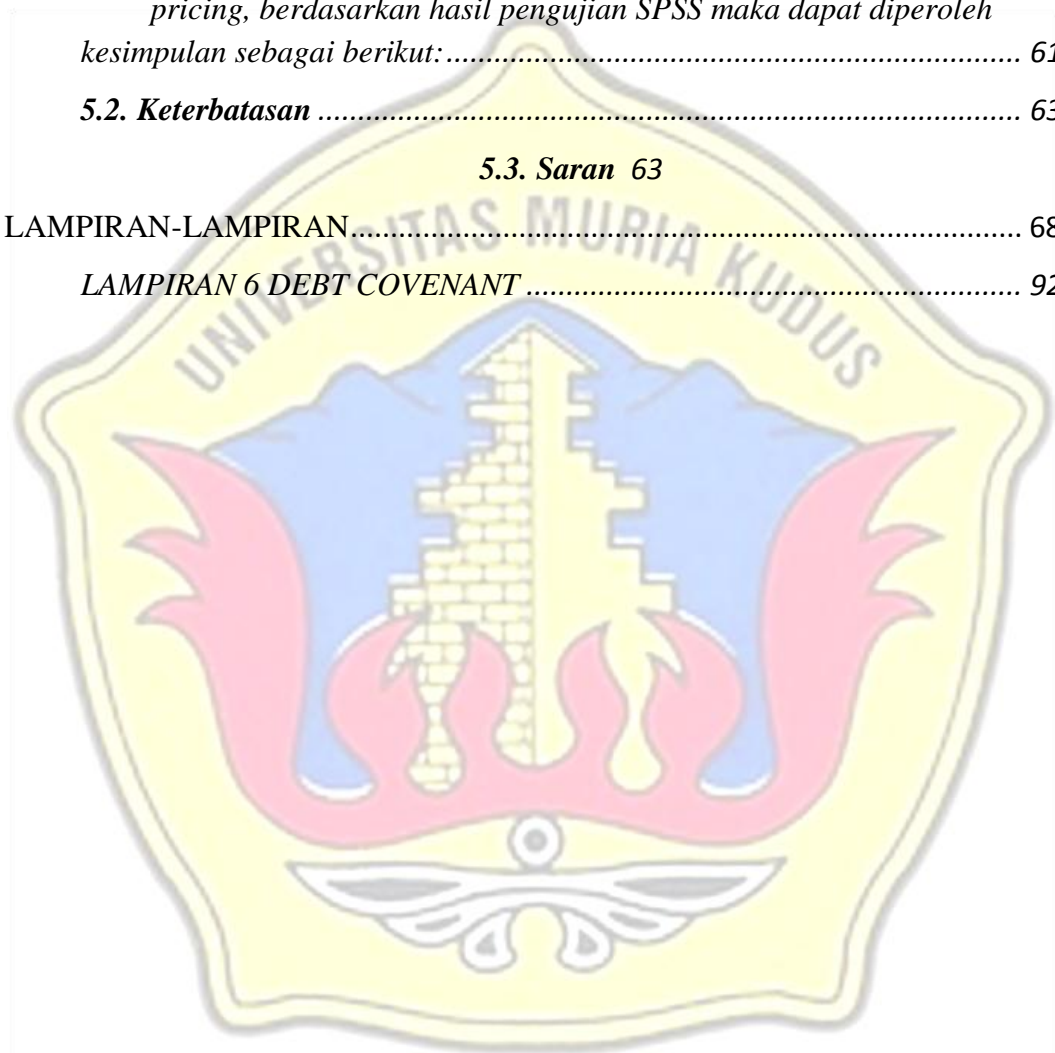 pricing, berdasarkan hasil pengujian SPSS maka dapat diperoleh
kesimpulan sebagai berikut:........................................................................... 61
5.2. Keterbatasan ............................................................................................ 63
5.3. Saran 63
LAMPIRAN-LAMPIRAN....................................................................................... 68
LAMPIRAN 6 DEBT COVENANT ................................................................ 92
UNIVERSITAS MURIA KUDUS